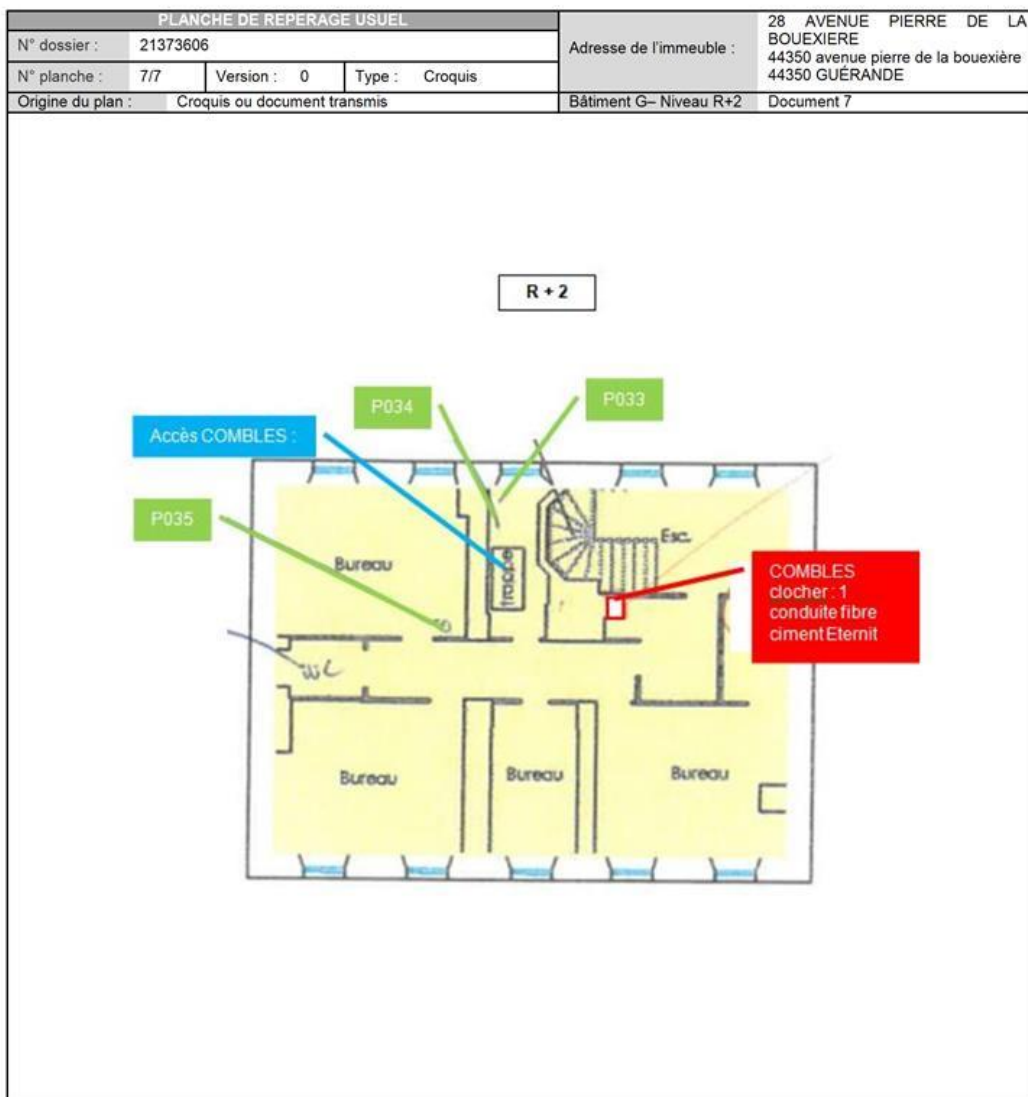 PLANCHE DE REPERAGE USUEL
N° dossier : 21373606
N° planche : 7/7 Version : 0 Type : Croquis
Adresse de l'immeuble :
28 AVENUE PIERRE DE LA
BOUEXIERE
44350 avenue pierre de la bouexière
44350 GUÉRANDE
Origine du plan : Croquis ou document transmis
Bâtiment G– Niveau R+2 Document 7
R + 2
P034
P033
Accès COMBLES :
P035
Bureau
trappe
Esc.
COMBLES
clocher : 1
conduite fibre
ciment Eternit
Bureau
Bureau
Bureau